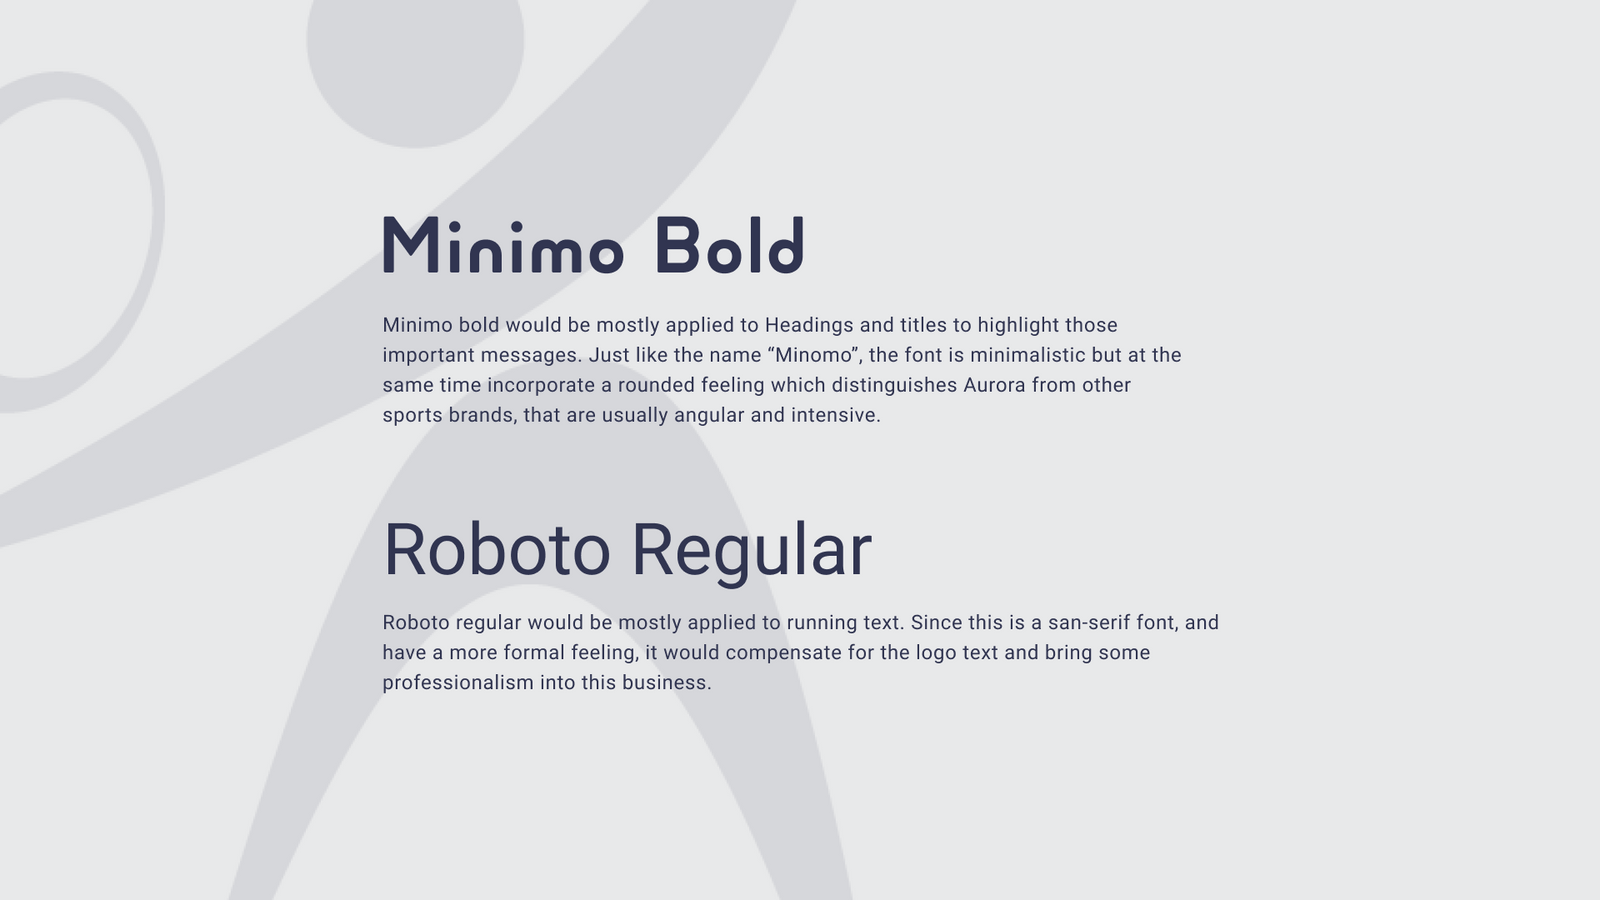 Minimo Bold
Minimo bold would be mostly applied to Headings and titles to highlight those
important messages. Just like the name “Minomo”, the font is minimalistic but at the
same time incorporate a rounded feeling which distinguishes Aurora from other
sports brands, that are usually angular and intensive.
Roboto Regular
Roboto regular would be mostly applied to running text. Since this is a san-serif font, and
have a more formal feeling, it would compensate for the logo text and bring some
professionalism into this business.